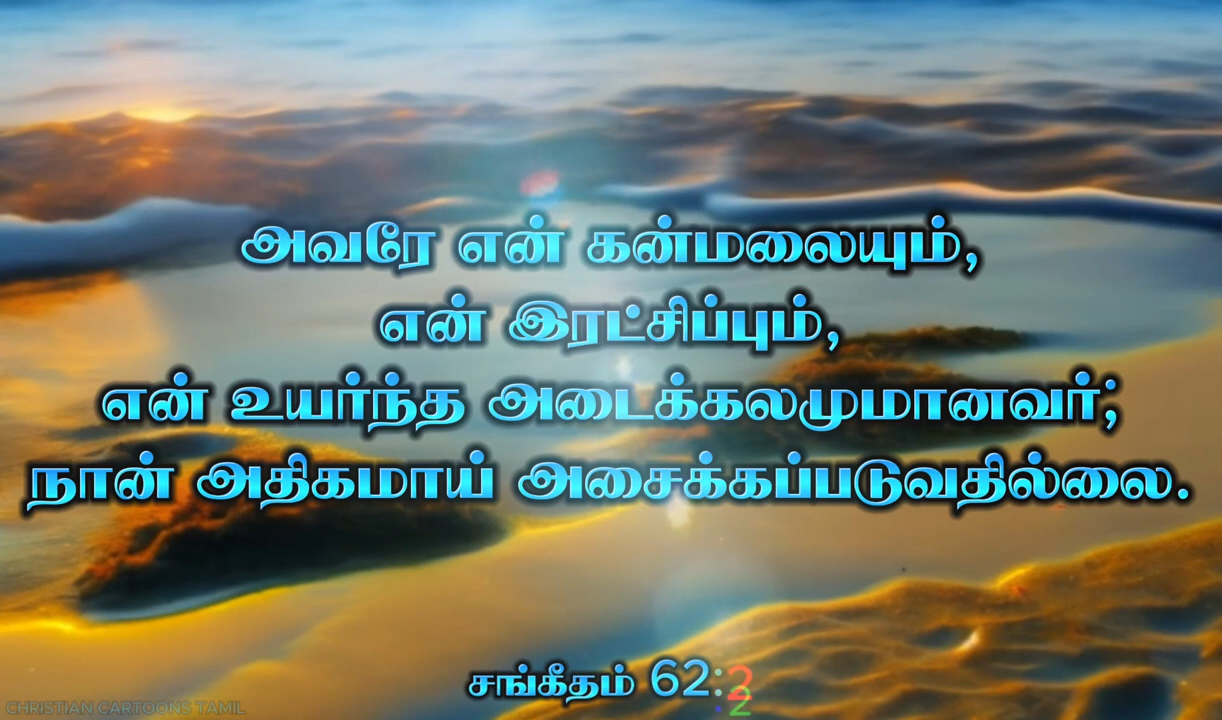 அவரே என் கன்மலையும்,
என் இரட்சிப்பும்,
என் உயர்ந்த அடைக்கலமுமானவர்;
நான் அதிகமாய் அசைக்கப்படுவதில்லை.
சங்கீதம் 62:2
CHRISTIAN CARTOONS TAMIL